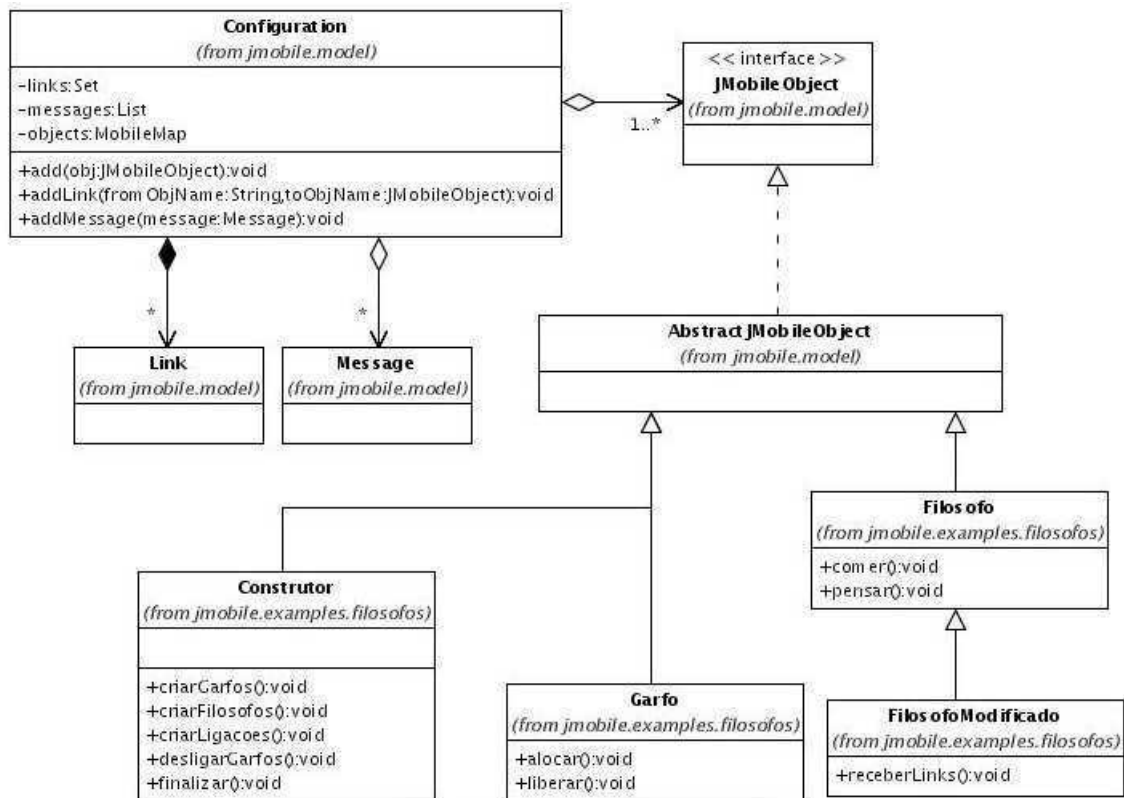 Configuration
(from jmobile.model)
-links:Set
-messages:List
-objects:MobileMap
+add(obj:JMobileObject):void
+addLink(fromObjName:String,toObjName:JMobileObject):void
+addMessage(message:Message):void
1..*
<< interface >>
JMobileObject
(from jmobile.model)
*
*
Link
(from jmobile.model)
Message
(from jmobile.model)
AbstractJMobileObject
(from jmobile.model)
Construtor
(from jmobile.examples.filosofos)
+criarGarfos():void
+criarFilosofos():void
+criarLigacoes():void
+desligarGarfos():void
+finalizar():void
Garfo
(from jmobile.examples.filosofos)
+alocar():void
+liberar():void
Filosofo
(from jmobile.examples.filosofos)
+comer():void
+pensar():void
FilosofoModificado
(from jmobile.examples.filosofos)
+receberLinks():void